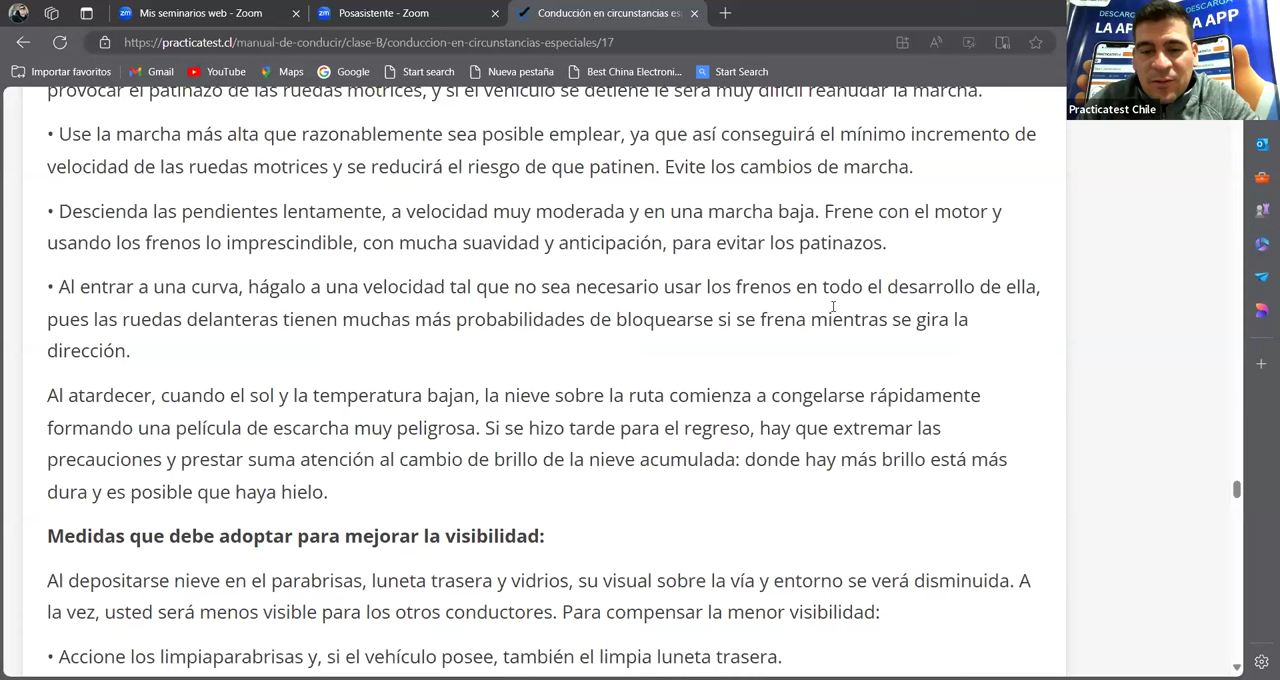 Mis seminarios web - Zoom
Posasistente - Zoom
Conducción en circunstancias es
https://practicatest.cl/manual-de-conducir/clase-B/conduccion-en-circunstancias-especiales/17
Importar favoritos
Gmail
YouTube
Maps
Google
Start search
Nueva pestaña
Best China Electroni...
Start Search
provocar el patinazo de las ruedas motrices, y si el vehículo se detiene le será muy difícil reanudar la marcha.
• Use la marcha más alta que razonablemente sea posible emplear, ya que así conseguirá el mínimo incremento de
velocidad de las ruedas motrices y se reducirá el riesgo de que patinen. Evite los cambios de marcha.
• Descienda las pendientes lentamente, a velocidad muy moderada y en una marcha baja. Frene con el motor y
usando los frenos lo imprescindible, con mucha suavidad y anticipación, para evitar los patinazos.
• Al entrar a una curva, hágalo a una velocidad tal que no sea necesario usar los frenos en todo el desarrollo de ella,
pues las ruedas delanteras tienen muchas más probabilidades de bloquearse si se frena mientras se gira la
dirección.
Al atardecer, cuando el sol y la temperatura bajan, la nieve sobre la ruta comienza a congelarse rápidamente
formando una película de escarcha muy peligrosa. Si se hizo tarde para el regreso, hay que extremar las
precauciones y prestar suma atención al cambio de brillo de la nieve acumulada: donde hay más brillo está más
dura y es posible que haya hielo.
Medidas que debe adoptar para mejorar la visibilidad:
Al depositarse nieve en el parabrisas, luneta trasera y vidrios, su visual sobre la vía y entorno se verá disminuida. A
la vez, usted será menos visible para los otros conductores. Para compensar la menor visibilidad:
• Accione los limpiaparabrisas y, si el vehículo posee, también el limpia luneta trasera.
DESCARG
LA APP
DESCARGA
A APP
Practicatest Chile